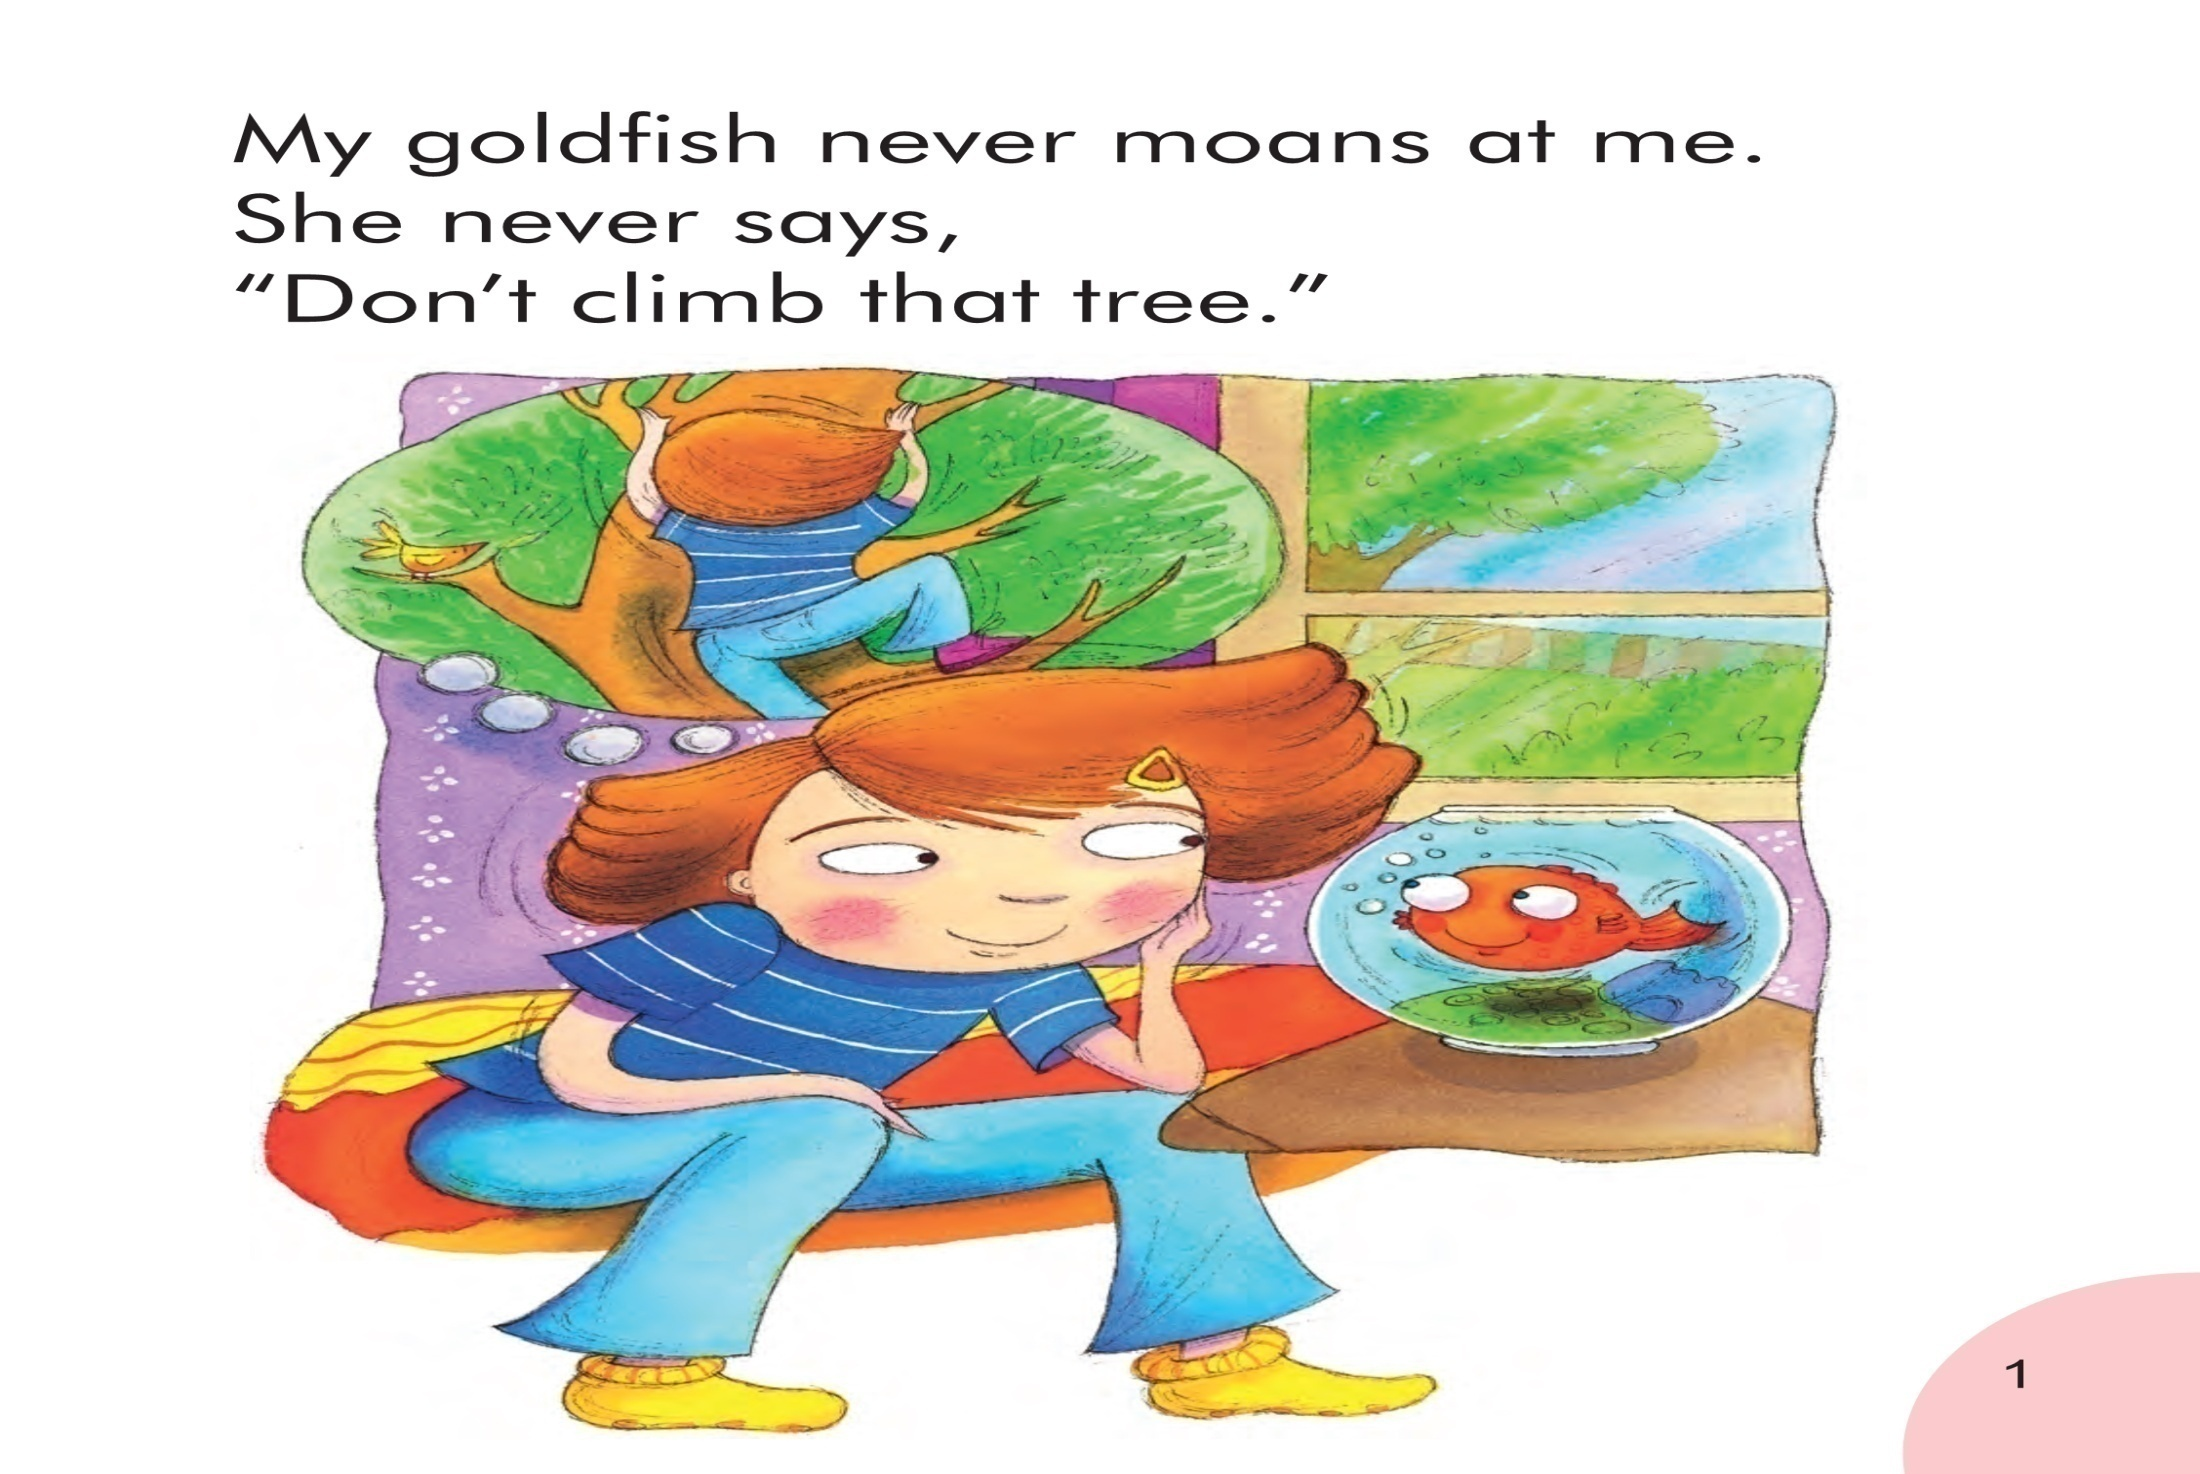 My goldfish never moans at me.
She never says,
“Don’t climb that tree.”
1